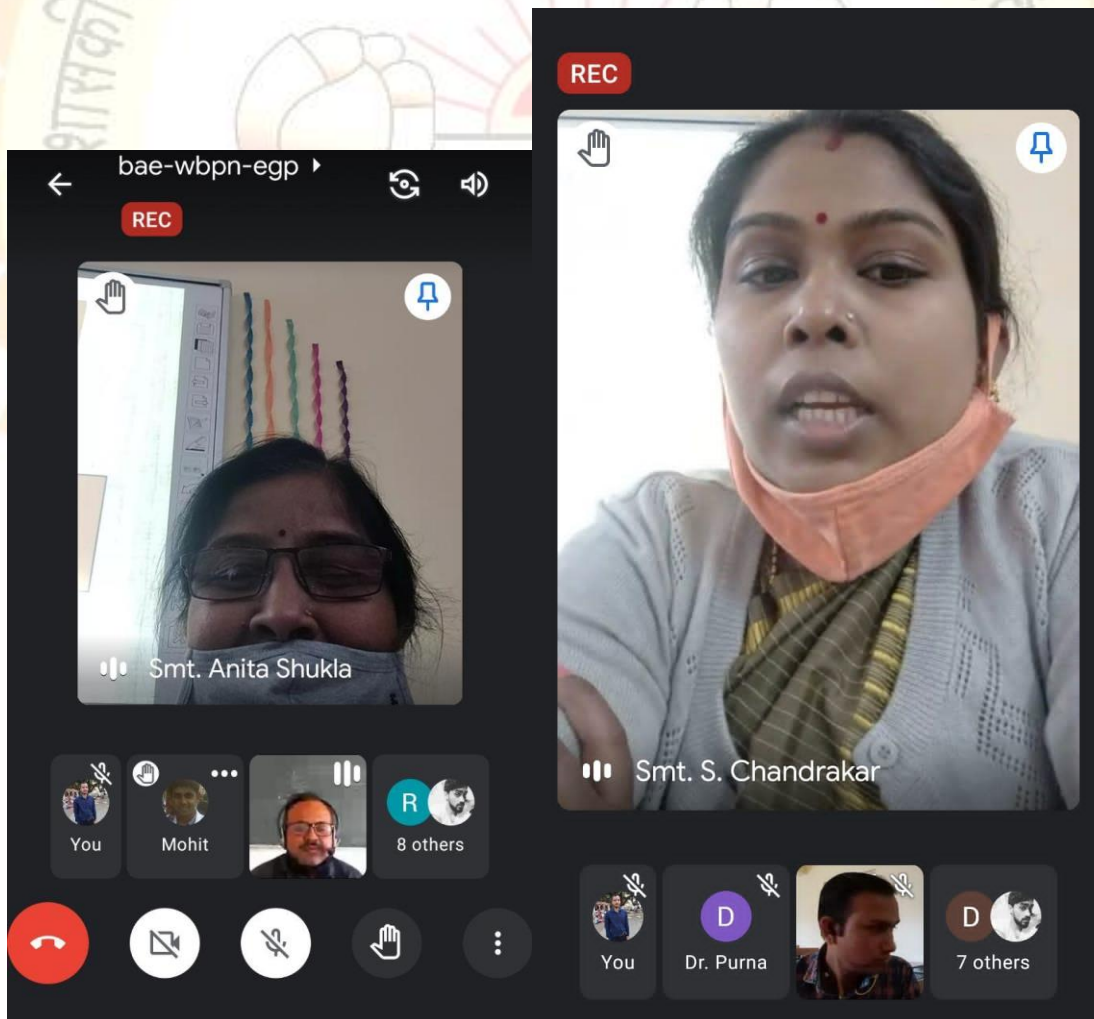 शासकी
bae-wbpn-egp
REC
Smt. Anita Shukla
You
Mohit
R
8 others
REC
Smt. S. Chandrakar
You
D
Dr. Purna
D
7 others